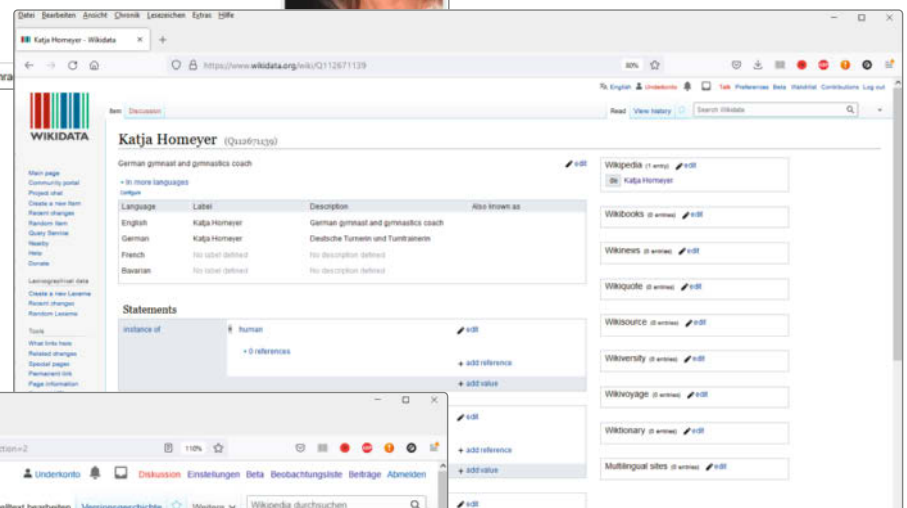 Datei Bearbeiten Ansicht Chronik Lesezeichen Extras Hilfe
Katja Homeyer - Wikidata
https://www.wikidata.org/wiki/Q112671139
80%
English Underkonto Talk Preferences Beta Watchlist Contributions Log out
WIKIDATA
Item Discussion
Read View history Search Wikidata
Main page
Community portal
Project chat
Create a new Item
Recent changes
Random Item
Query Service
Nearby
Help
Donate
Lexicographical data
Create a new Lexeme
Recent changes
Random Lexeme
Tools
What links here
Related changes
Special pages
Permanent link
Page information
Katja Homeyer (Q112671139)
German gymnast and gymnastics coach
edit
In more languages
Configure
Language Label Description Also known as
English Katja Homeyer German gymnast and gymnastics coach
German Katja Homeyer Deutsche Turnerin und Turntrainerin
French No label defined No description defined
Bavarian No label defined No description defined
Statements
instance of human edit
0 references
+ add reference
+ add value
edit
+ add reference
+ add value
edit
Wikipedia (1 entry) edit
de Katja Homeyer
Wikibooks (0 entries) edit
Wikinews (0 entries) edit
Wikiquote (0 entries) edit
Wikisource (0 entries) edit
Wikiversity (0 entries) edit
Wikivoyage (0 entries) edit
Wiktionary (0 entries) edit
Multilingual sites (0 entries) edit
ction=2
110%
Underkonto Diskussion Einstellungen Beta Beobachtungsliste Beiträge Abmelden
bearbeiten Versionsgeschichte Weitere Wikipedia durchsuchen